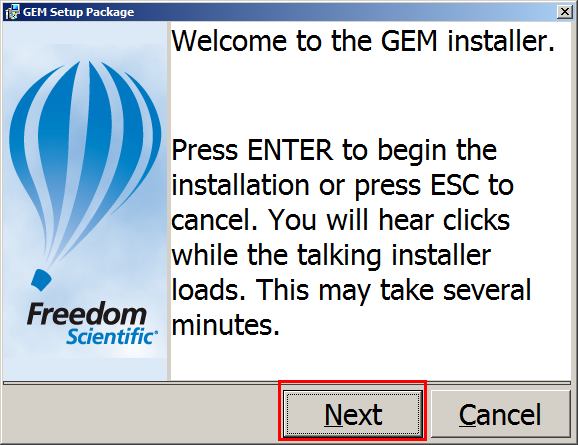 GEM Setup Package
Welcome to the GEM installer.
Press ENTER to begin the
installation or press ESC to
cancel. You will hear clicks
while the talking installer
loads. This may take several
minutes.
Freedom
Scientific®
Next
Cancel